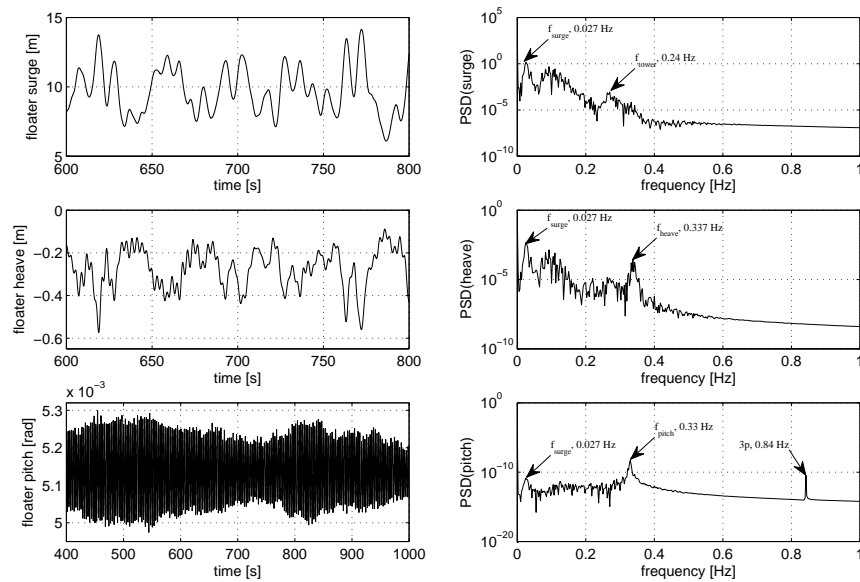 15
10
5
600 650 700 750 800
floater surge [m]
time [s]
10^5
10^0
10^−5
10^−10
0 0.2 0.4 0.6 0.8 1
PSD(surge)
frequency [Hz]
f_surge, 0.027 Hz
f_tower, 0.24 Hz
0
−0.2
−0.4
−0.6
600 650 700 750 800
floater heave [m]
time [s]
10^0
10^−5
10^−10
0 0.2 0.4 0.6 0.8 1
PSD(heave)
frequency [Hz]
f_surge, 0.027 Hz
f_heave, 0.337 Hz
x 10^−3
5.3
5.2
5.1
5
400 500 600 700 800 900 1000
floater pitch [rad]
time [s]
10^0
10^−10
10^−20
0 0.2 0.4 0.6 0.8 1
PSD(pitch)
frequency [Hz]
f_surge, 0.027 Hz
f_pitch, 0.33 Hz
3p, 0.84 Hz